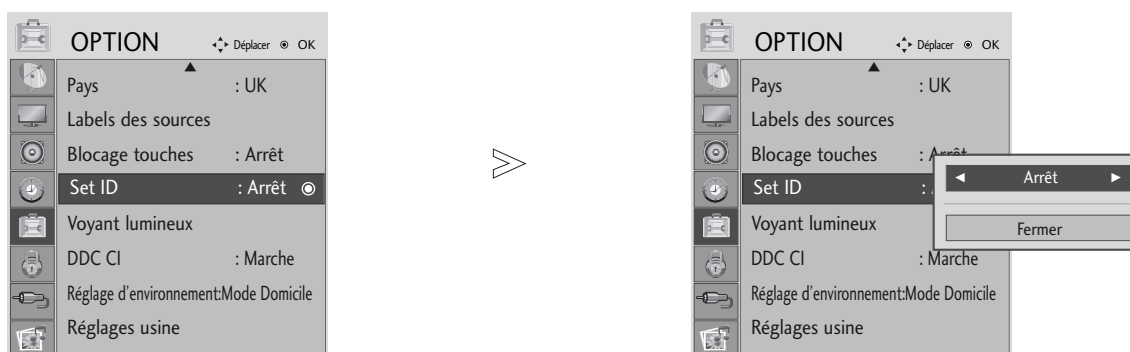 OPTION Déplacer OK
Pays : UK
Labels des sources
Blocage touches : Arrêt
Set ID : Arrêt
Voyant lumineux
DDC CI : Marche
Réglage d'environnement:Mode Domicile
Réglages usine
OPTION Déplacer OK
Pays : UK
Labels des sources
Blocage touches : Arrêt
Set ID :
Arrêt
Voyant lumineux
Fermer
DDC CI : Marche
Réglage d'environnement:Mode Domicile
Réglages usine